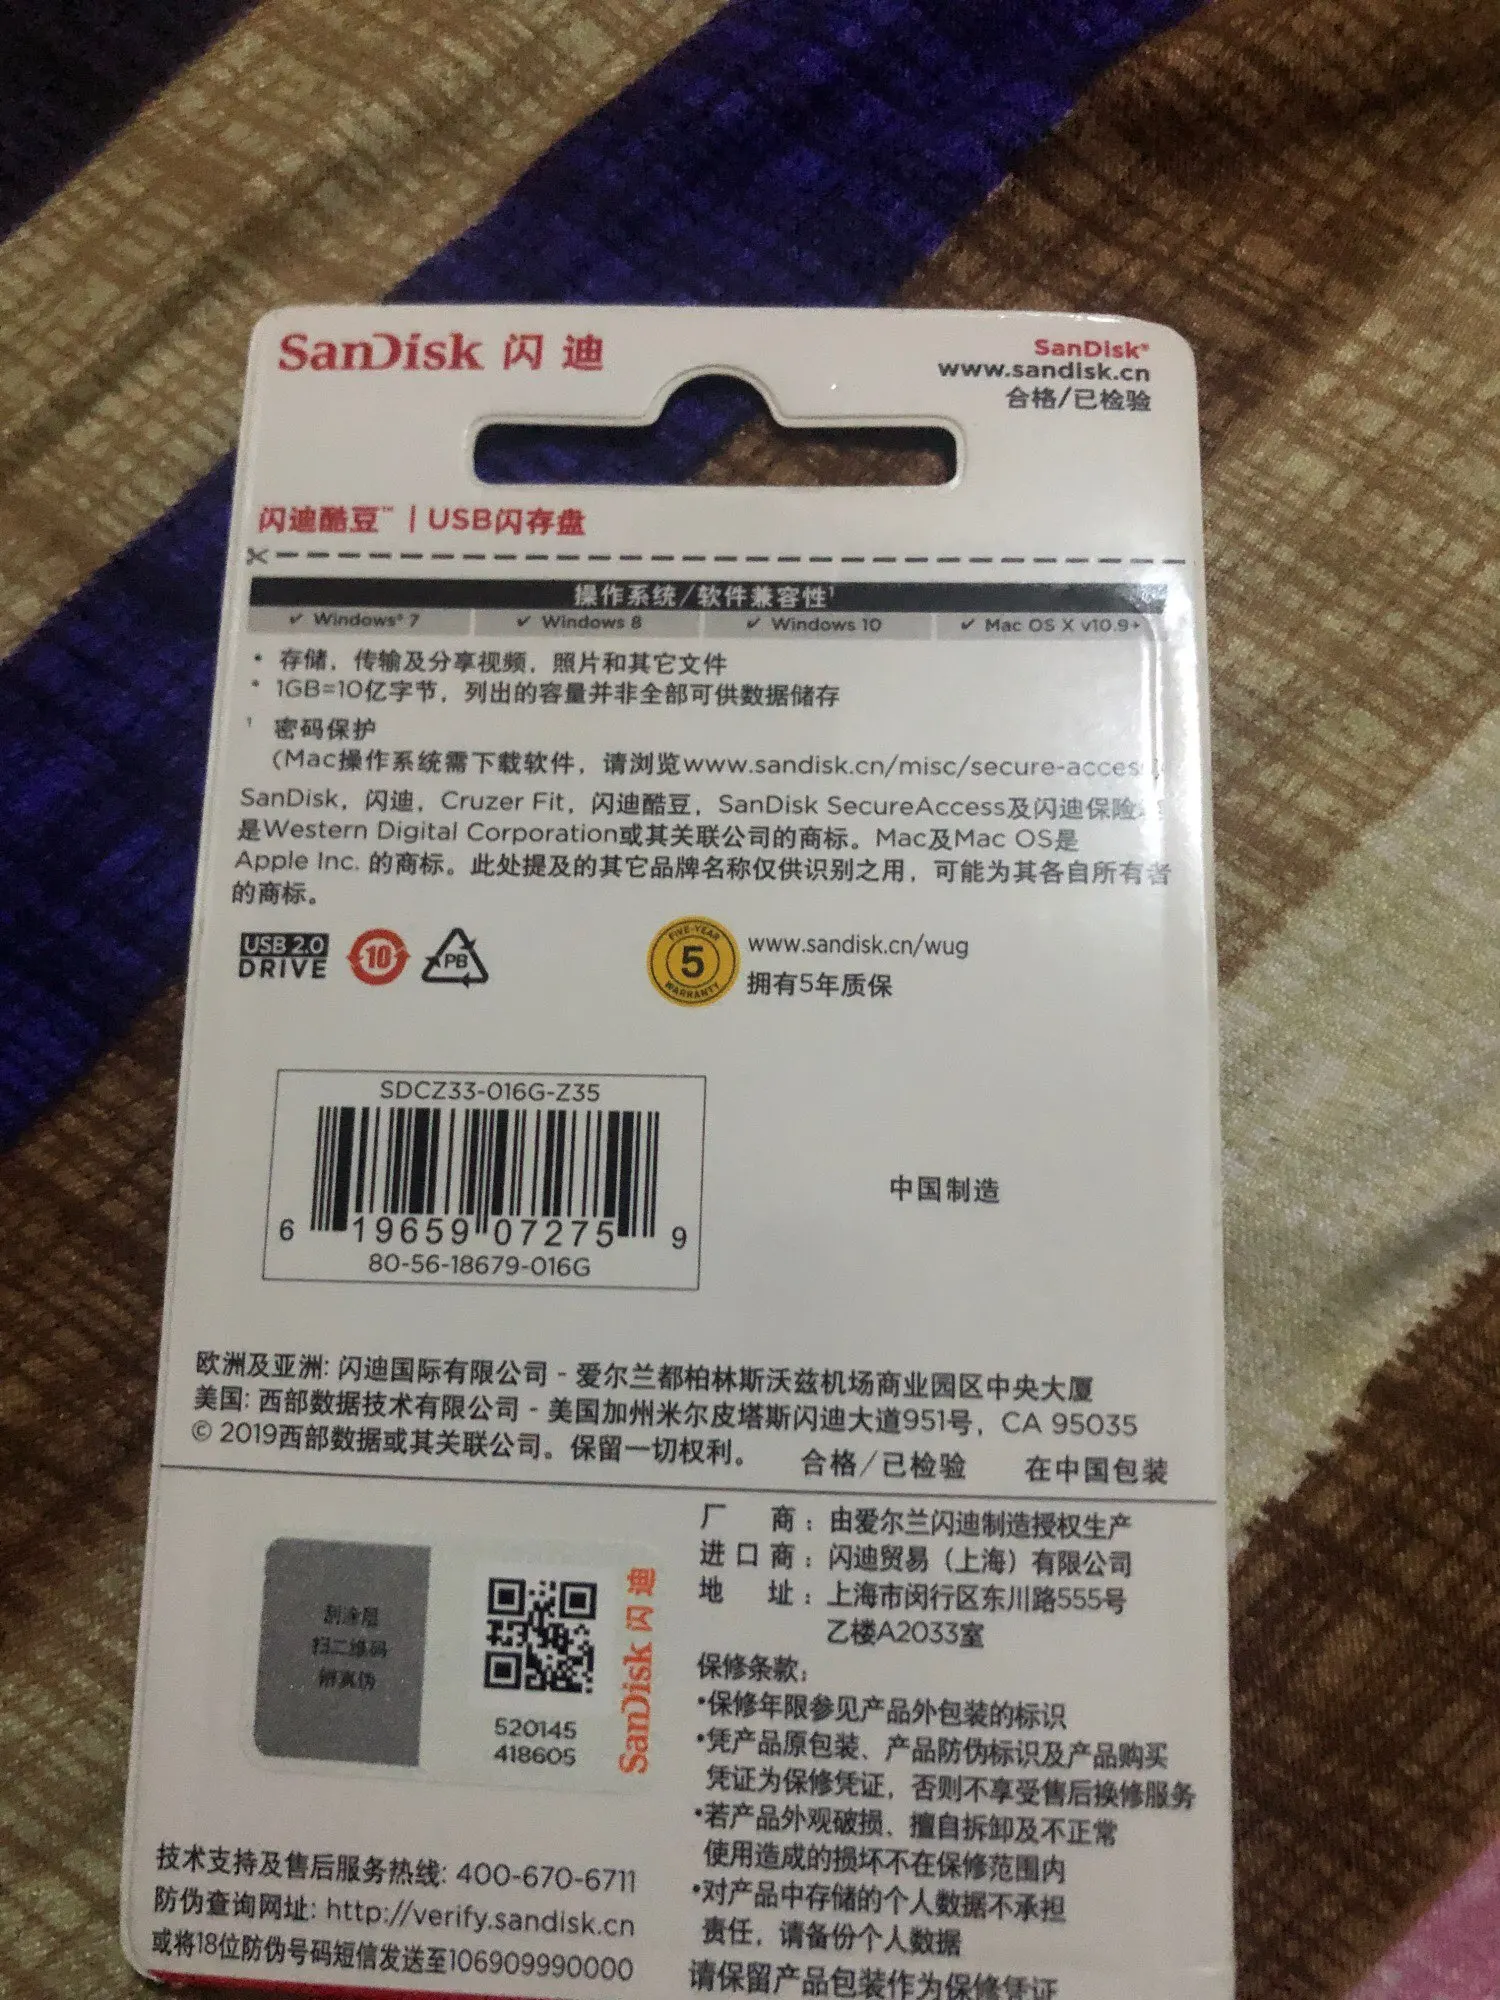 SanDisk 闪迪
SanDisk®
www.sandisk.cn
合格/已检验
闪迪酷豆™ | USB闪存盘
操作系统/软件兼容性¹
✓ Windows® 7 ✓ Windows 8 ✓ Windows 10 ✓ Mac OS X v10.9+
• 存储，传输及分享视频，照片和其它文件
* 1GB=10亿字节，列出的容量并非全部可供数据储存
¹ 密码保护
(Mac操作系统需下载软件，请浏览www.sandisk.cn/misc/secure-access
SanDisk，闪迪，Cruzer Fit，闪迪酷豆，SanDisk SecureAccess及闪迪保险
是Western Digital Corporation或其关联公司的商标。Mac及Mac OS是
Apple Inc. 的商标。此处提及的其它品牌名称仅供识别之用，可能为其各自所有者
的商标。
USB 2.0
DRIVE
10
PB
FIVE-YEAR
5
WARRANTY
www.sandisk.cn/wug
拥有5年质保
SDCZ33-016G-Z35
6 19659 07275 9
80-56-18679-016G
中国制造
欧洲及亚洲: 闪迪国际有限公司 - 爱尔兰都柏林斯沃兹机场商业园区中央大厦
美国: 西部数据技术有限公司 - 美国加州米尔皮塔斯闪迪大道951号，CA 95035
© 2019西部数据或其关联公司。保留一切权利。 合格/已检验 在中国包装
刮涂层
扫二维码
辨真伪
520145
418605
SanDisk 闪迪
技术支持及售后服务热线: 400-670-6711
防伪查询网址: http://verify.sandisk.cn
或将18位防伪号码短信发送至106909990000
厂 商：由爱尔兰闪迪制造授权生产
进口商：闪迪贸易（上海）有限公司
地 址：上海市闵行区东川路555号
乙楼A2033室
保修条款：
•保修年限参见产品外包装的标识
•凭产品原包装、产品防伪标识及产品购买
凭证为保修凭证，否则不享受售后换修服务
•若产品外观破损、擅自拆卸及不正常
使用造成的损坏不在保修范围内
•对产品中存储的个人数据不承担
责任，请备份个人数据
请保留产品包装作为保修凭证